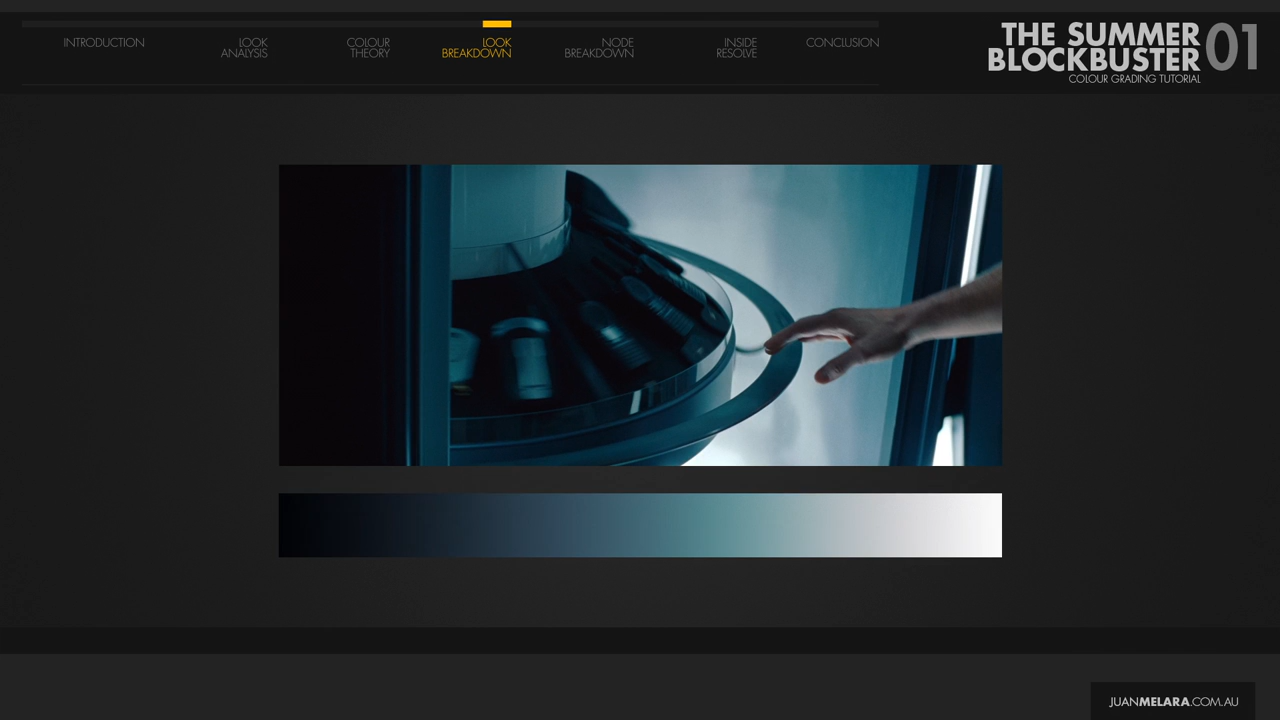 INTRODUCTION
LOOK
ANALYSIS
COLOUR
THEORY
LOOK
BREAKDOWN
NODE
BREAKDOWN
INSIDE
RESOLVE
CONCLUSION
THE SUMMER
BLOCKBUSTER
01
COLOUR GRADING TUTORIAL
JUANMELARA.COM.AU